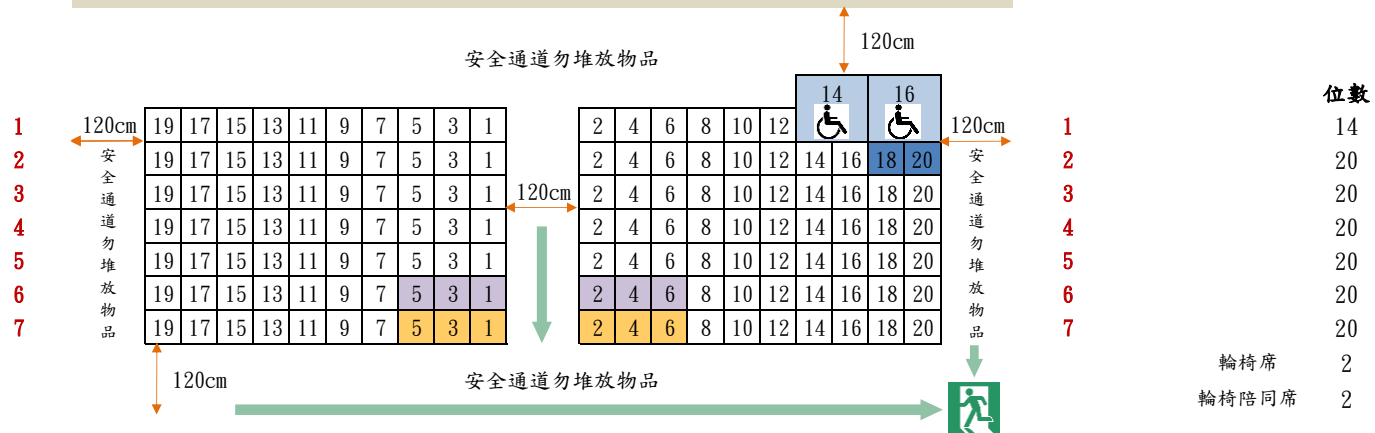 120cm
安全通道勿堆放物品
14 16
位數
1 120cm 19 17 15 13 11 9 7 5 3 1 2 4 6 8 10 12 120cm 1 14
2 19 17 15 13 11 9 7 5 3 1 2 4 6 8 10 12 14 16 18 20 2 20
3 19 17 15 13 11 9 7 5 3 1 120cm 2 4 6 8 10 12 14 16 18 20 3 20
4 19 17 15 13 11 9 7 5 3 1 2 4 6 8 10 12 14 16 18 20 4 20
5 19 17 15 13 11 9 7 5 3 1 2 4 6 8 10 12 14 16 18 20 5 20
6 19 17 15 13 11 9 7 5 3 1 2 4 6 8 10 12 14 16 18 20 6 20
7 19 17 15 13 11 9 7 5 3 1 2 4 6 8 10 12 14 16 18 20 7 20
安全通道勿堆放物品
安全通道勿堆放物品
輪椅席 2
120cm
安全通道勿堆放物品
輪椅陪同席 2